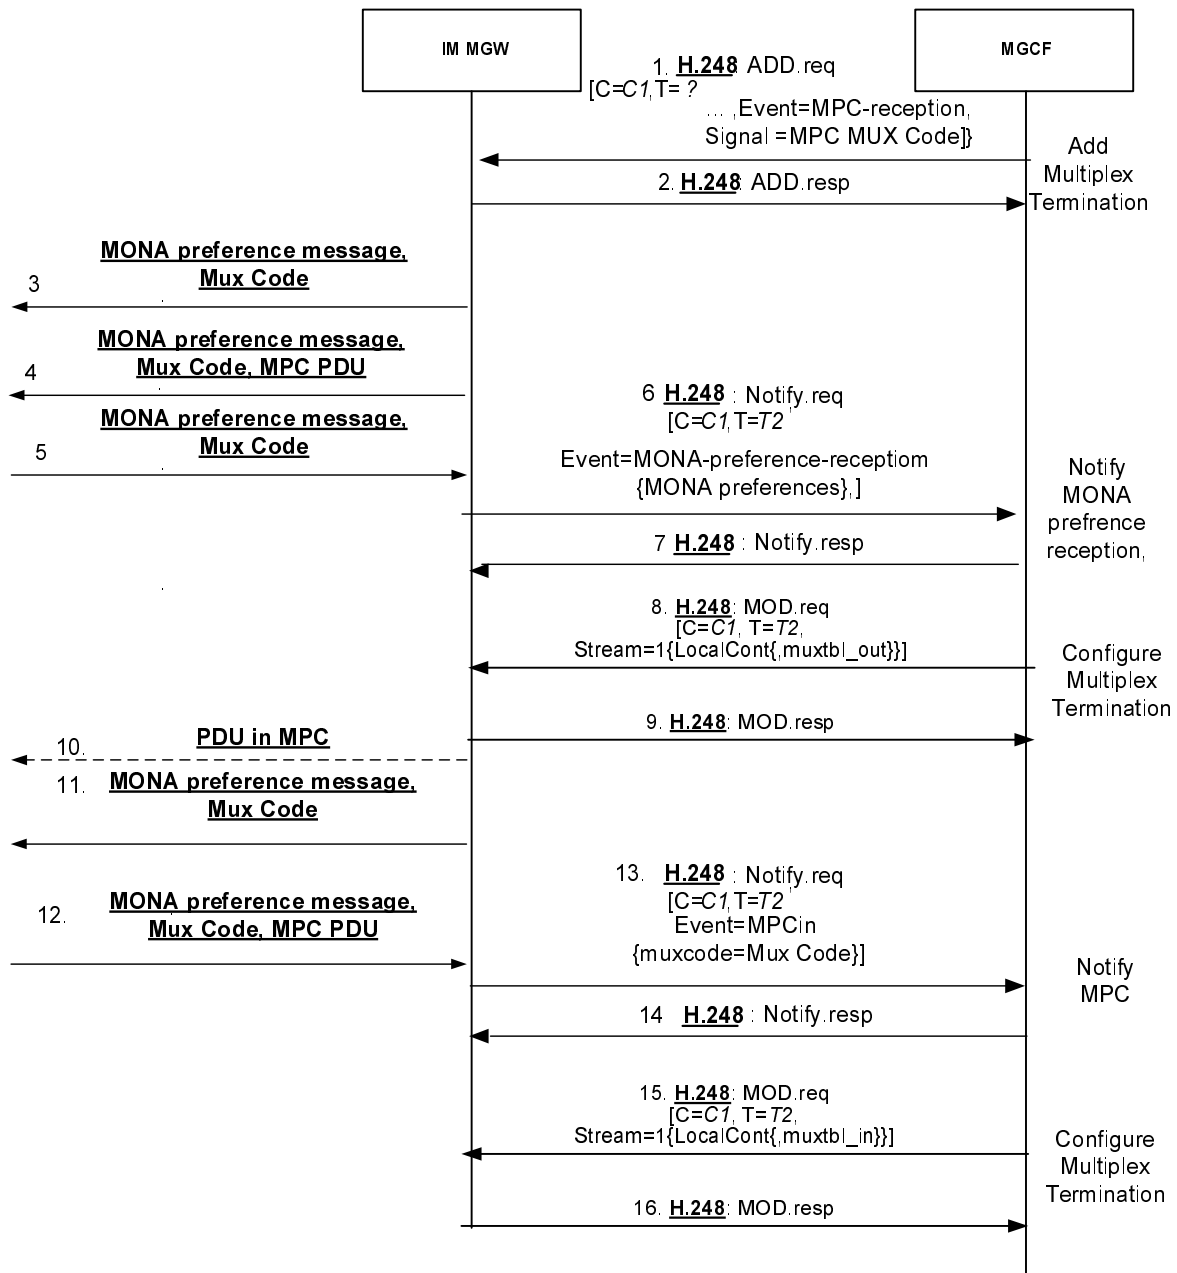 IM MGW
MGCF
1. H.248: ADD.req
[C=C1,T= ?
... ,Event=MPC-reception,
Signal =MPC MUX Code]}
Add
Multiplex
Termination
2. H.248: ADD.resp
MONA preference message,
Mux Code
3
MONA preference message,
Mux Code, MPC PDU
4
MONA preference message,
Mux Code
5
6 H.248 : Notify.req
[C=C1,T=T2 ,
Event=MONA-preference-receptiom
{MONA preferences},]
Notify
MONA
prefrence
reception,
7 H.248 : Notify.resp
8. H.248: MOD.req
[C=C1, T=T2,
Stream=1{LocalCont{,muxtbl_out}}]
Configure
Multiplex
Termination
9. H.248: MOD.resp
10. PDU in MPC
11. MONA preference message,
Mux Code
12. MONA preference message,
Mux Code, MPC PDU
13. H.248 : Notify.req
[C=C1,T=T2 ,
Event=MPCin
{muxcode=Mux Code}]
Notify
MPC
14 H.248 : Notify.resp
15. H.248: MOD.req
[C=C1, T=T2,
Stream=1{LocalCont{,muxtbl_in}}]
Configure
Multiplex
Termination
16. H.248: MOD.resp